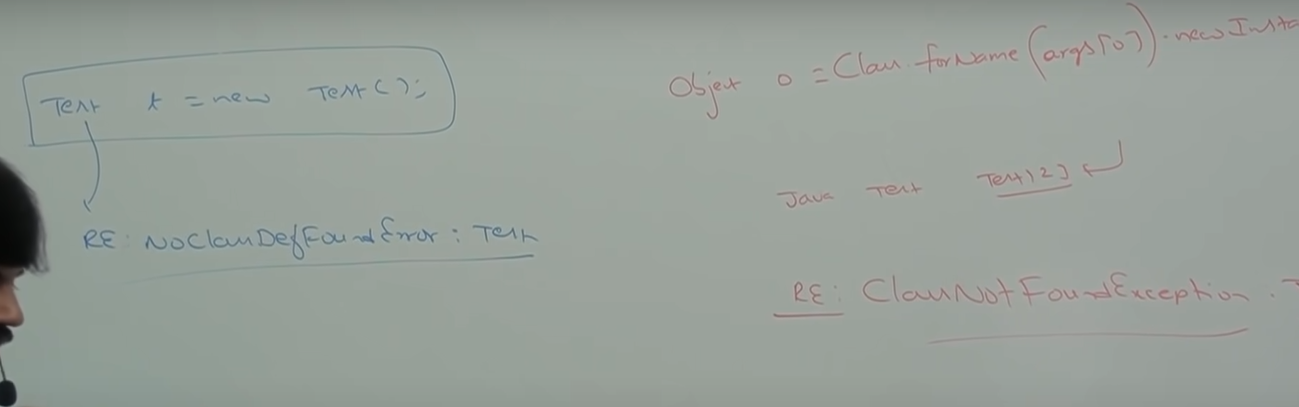 Test t = new Test();
RE: NoClassDefFoundError: Test
Object o = Class.forName(args[0]).newInsta
Java Test Test123 ↵
RE: ClassNotFoundException: